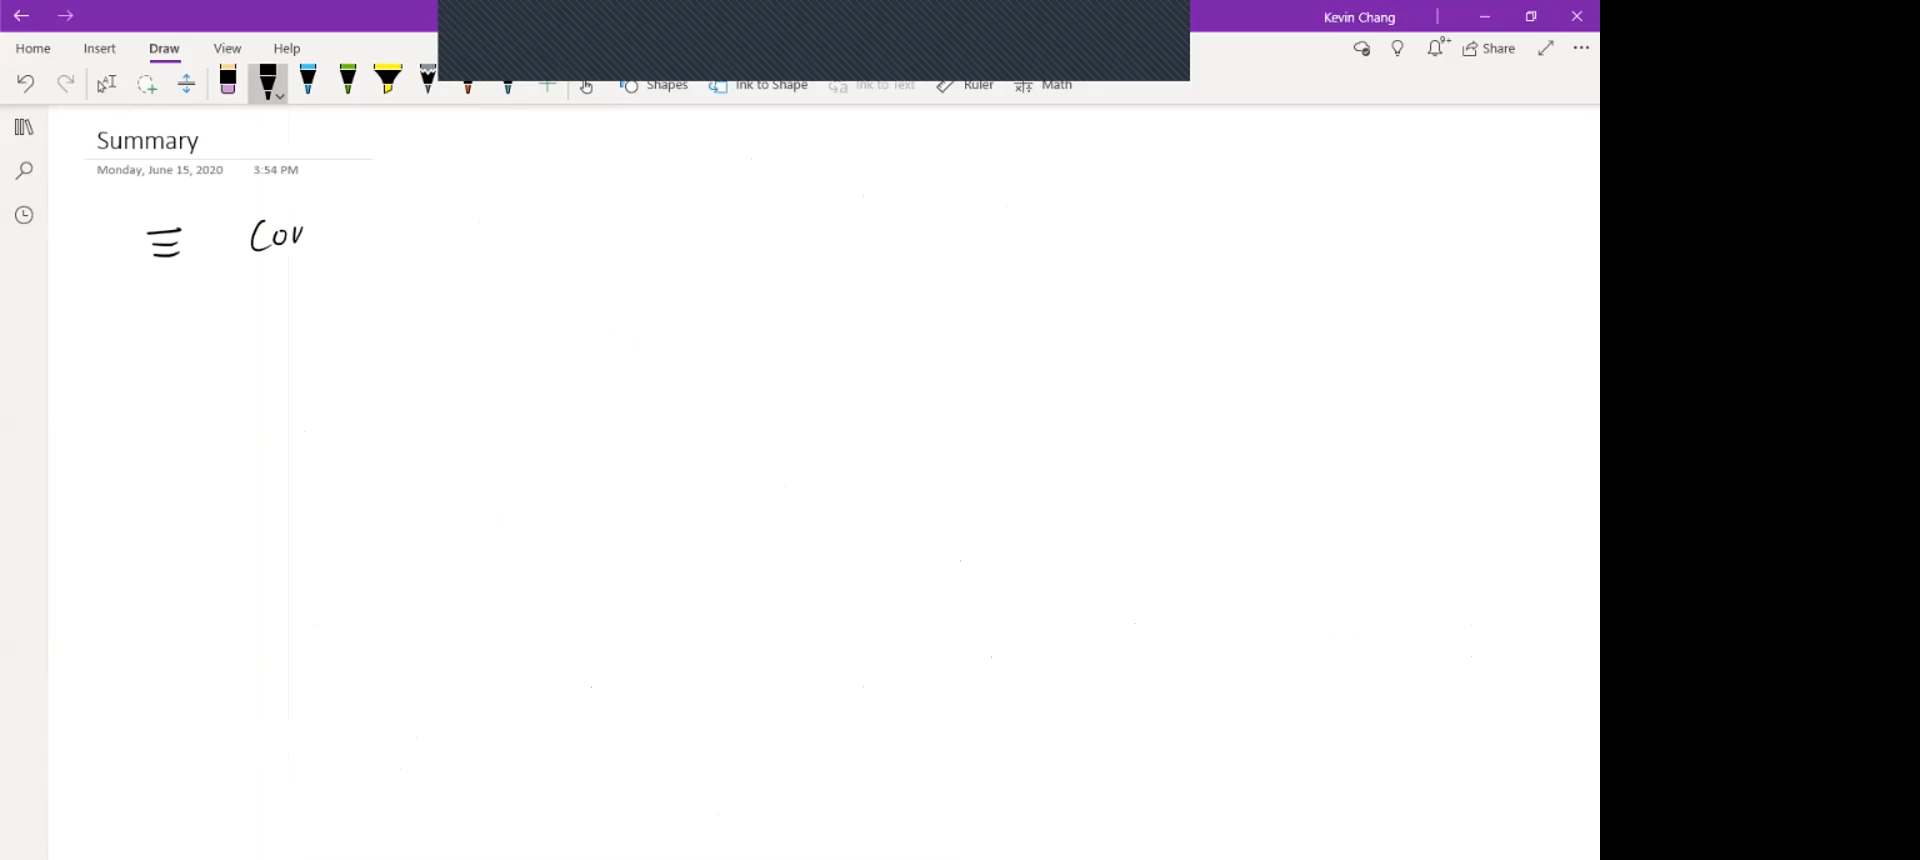 Kevin Chang
Home Insert Draw View Help
9+ Share
Shapes Ink to Shape Ink to Text Ruler Math
Summary
Monday, June 15, 2020 3:54 PM
≡ Cov